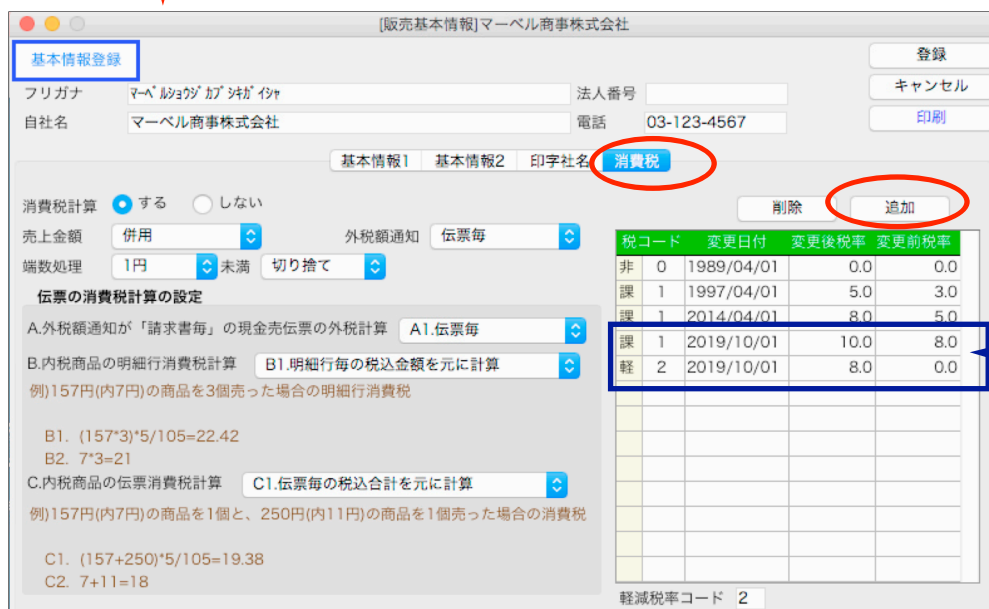 [販売基本情報]マーベル商事株式会社
基本情報登録
登録
フリガナ マーベルショウジカブシキガイシャ 法人番号 キャンセル
自社名 マーベル商事株式会社 電話 03-123-4567 印刷
基本情報1 基本情報2 印字社名 消費税
消費税計算 する しない 削除 追加
売上金額 併用 外税額通知 伝票毎
端数処理 1円 未満 切り捨て
伝票の消費税計算の設定
A.外税額通知が「請求書毎」の現金売伝票の外税計算 A1.伝票毎
B.内税商品の明細行消費税計算 B1.明細行毎の税込金額を元に計算
例)157円(内7円)の商品を3個売った場合の明細行消費税
B1. (157*3)*5/105=22.42
B2. 7*3=21
C.内税商品の伝票消費税計算 C1.伝票毎の税込合計を元に計算
例)157円(内7円)の商品を1個と、250円(内11円)の商品を1個売った場合の消費税
C1. (157+250)*5/105=19.38
C2. 7+11=18
税コード 変更日付 変更後税率 変更前税率
非 0 1989/04/01 0.0 0.0
課 1 1997/04/01 5.0 3.0
課 1 2014/04/01 8.0 5.0
課 1 2019/10/01 10.0 8.0
軽 2 2019/10/01 8.0 0.0
軽減税率コード 2